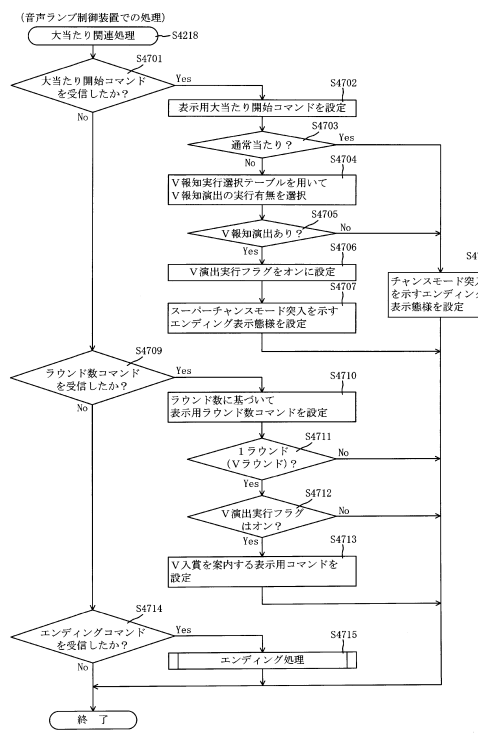 (音声ランプ制御装置での処理)
大当たり関連処理
S4218
S4701
大当たり開始コマンド
を受信したか?
Yes
No
S4702
表示用大当たり開始コマンドを設定
S4703
通常当たり?
Yes
No
S4704
V報知実行選択テーブルを用いて
V報知演出の実行有無を選択
S4705
V報知演出あり?
No
Yes
S4706
V演出実行フラグをオンに設定
S4707
スーパーチャンスモード突入を示す
エンディング表示態様を設定
チャンスモード突入
を示すエンディング
表示態様を設定
S4709
ラウンド数コマンド
を受信したか?
Yes
No
S4710
ラウンド数に基づいて
表示用ラウンド数コマンドを設定
S4711
1ラウンド
(Vラウンド)?
No
Yes
S4712
V演出実行フラグ
はオン?
No
Yes
S4713
V入賞を案内する表示用コマンドを
設定
S4714
エンディングコマンド
を受信したか?
Yes
No
S4715
エンディング処理
終了